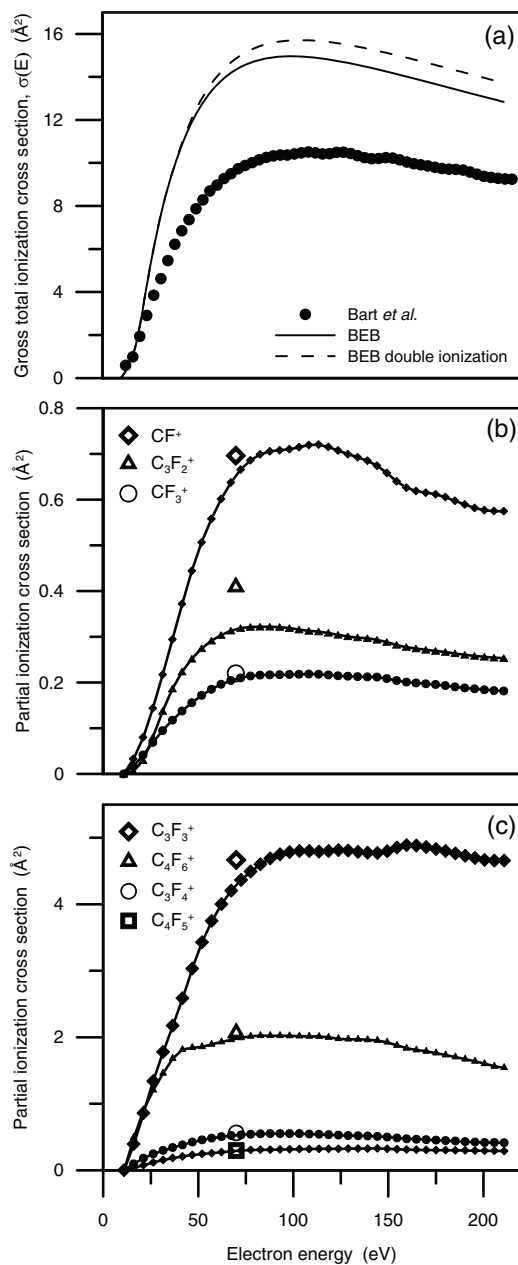 (a)
Gross total ionization cross section, σ(E) (Å²)
16
12
8
4
0
Bart et al.
BEB
BEB double ionization
(b)
Partial ionization cross section (Å²)
0.8
0.6
0.4
0.2
0
CF⁺
C₃F₂⁺
CF₃⁺
(c)
Partial ionization cross section (Å²)
4
2
0
C₃F₃⁺
C₄F₆⁺
C₃F₄⁺
C₄F₅⁺
0 50 100 150 200
Electron energy (eV)